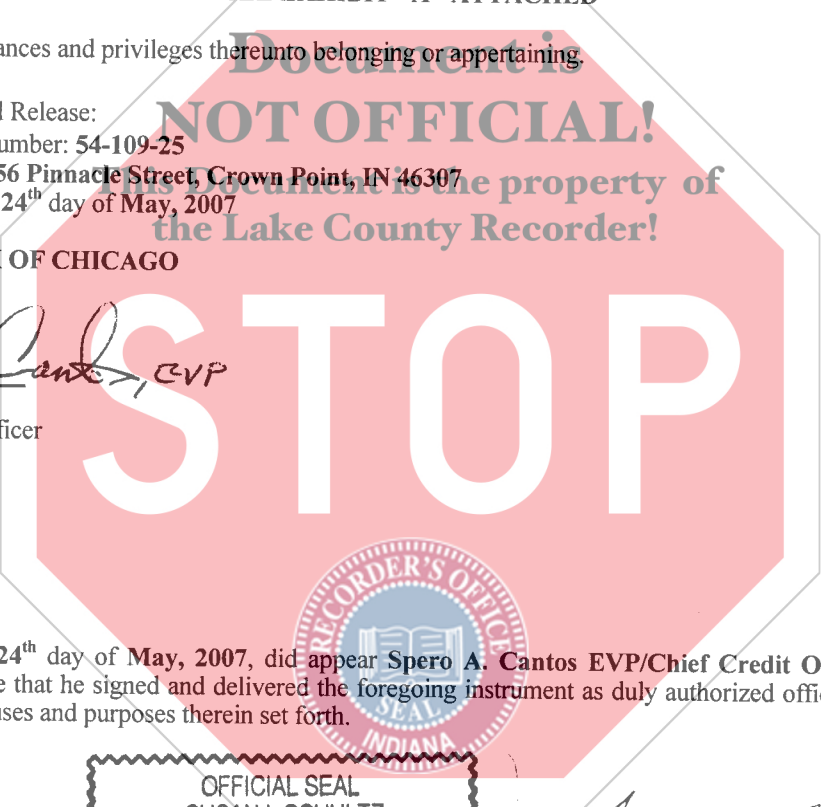 "A" ATTACHED
ances and privileges thereunto belonging or appertaining.
Document is
NOT OFFICIAL!
This Document is the property of
the Lake County Recorder!
Release:
umber: 54-109-25
56 Pinnacle Street, Crown Point, IN 46307
24th day of May, 2007
OF CHICAGO
Cantos, EVP
ficer
STOP
RECORDER'S OFFICE
SEAL
INDIANA
24th day of May, 2007, did appear Spero A. Cantos EVP/Chief Credit O
e that he signed and delivered the foregoing instrument as duly authorized offic
uses and purposes therein set forth.
OFFICIAL SEAL